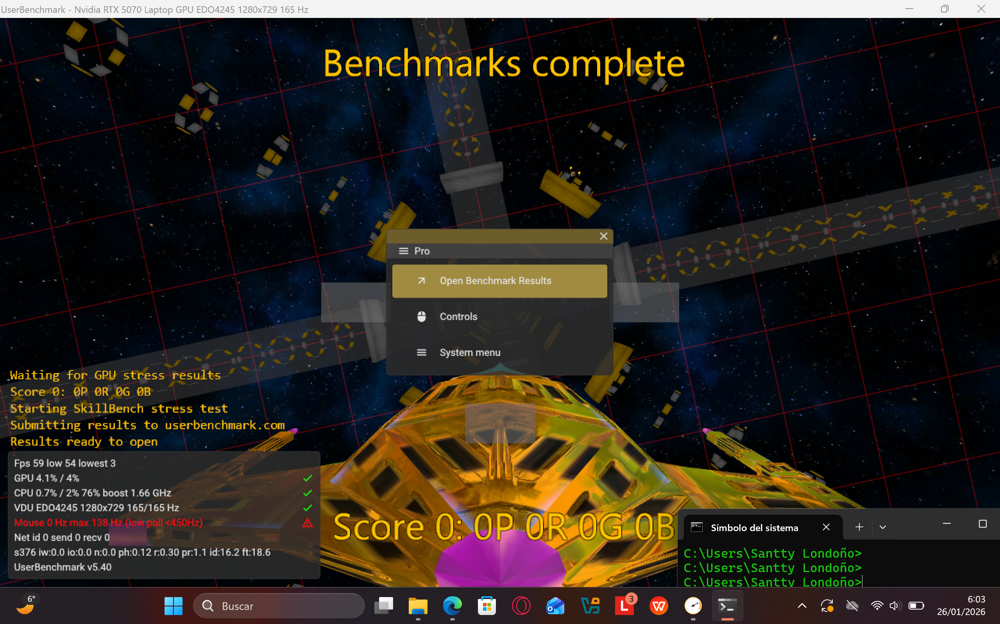 UserBenchmark - Nvidia RTX 5070 Laptop GPU EDO4245 1280x729 165 Hz
Benchmarks complete
Pro
Open Benchmark Results
Controls
System menu
Waiting for GPU stress results
Score 0: 0P 0R 0G 0B
Starting SkillBench stress test
Submitting results to userbenchmark.com
Results ready to open
Fps 59 low 54 lowest 3
GPU 4.1% / 4%
CPU 0.7% / 2% 76% boost 1.66 GHz
VDU EDO4245 1280x729 165/165 Hz
Mouse 0 Hz max 138 Hz (low poll <450Hz)
Net id 0 send 0 recv 0
s376 iw:0.0 io:0.0 n:0.0 ph:0.12 r:0.30 pr:1.1 id:16.2 ft:18.6
UserBenchmark v5.40
Score 0: 0P 0R 0G 0B
Símbolo del sistema
C:\Users\Santty Londoño>
C:\Users\Santty Londoño>
C:\Users\Santty Londoño>
6°
Buscar
3
6:03
26/01/2026